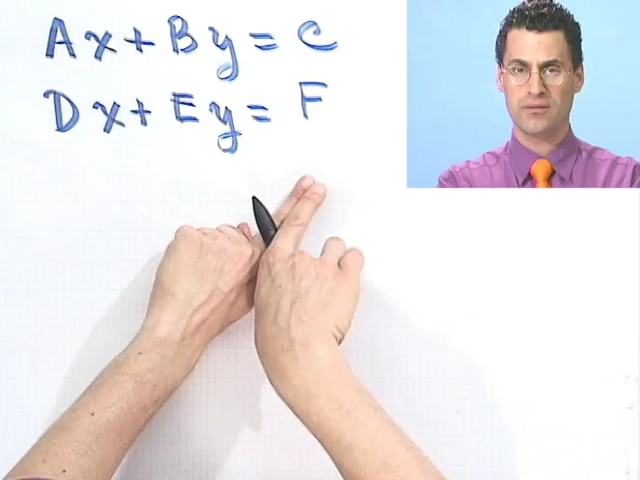 Ax + By = C
Dx + Ey = F